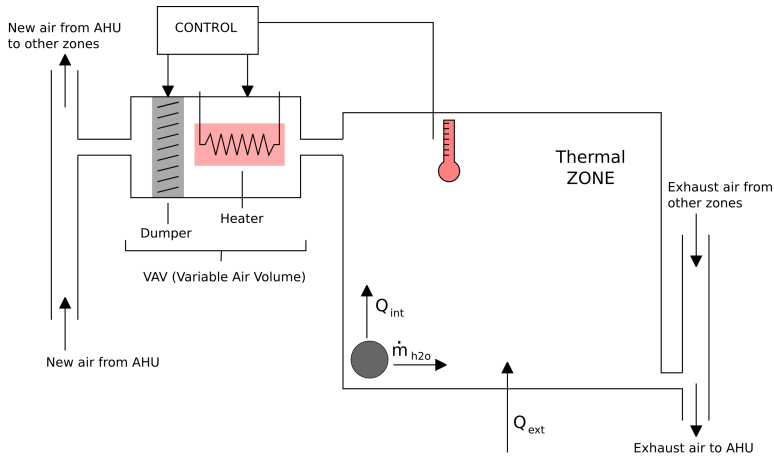 New air from AHU
to other zones
CONTROL
Thermal
ZONE
Exhaust air from
other zones
Heater
Dumper
VAV (Variable Air Volume)
Q int
ṁ h2o
New air from AHU
Q ext
Exhaust air to AHU